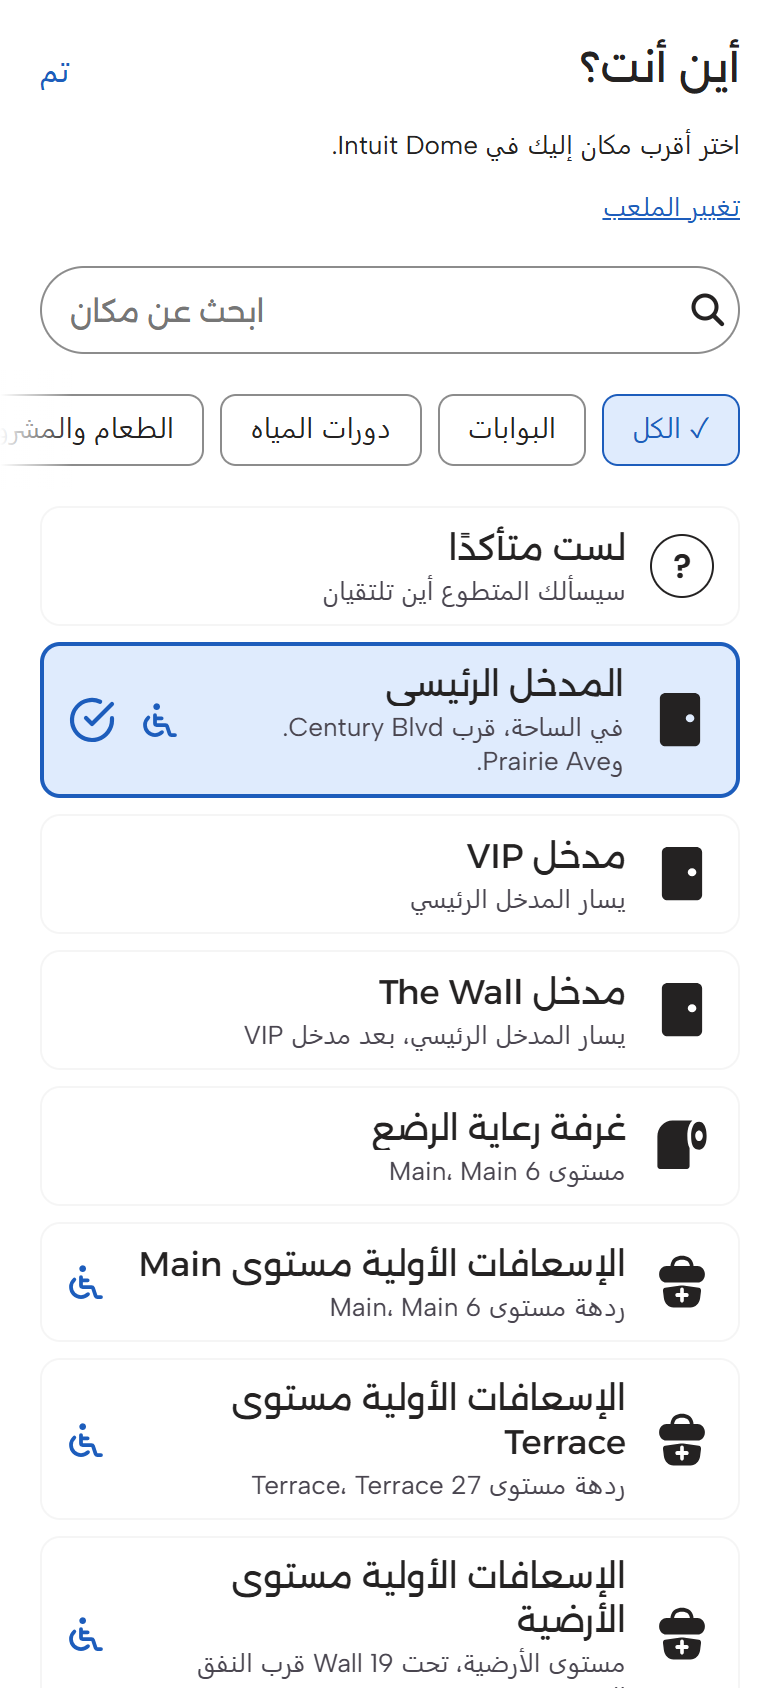 أين أنت؟
تم
اختر أقرب مكان إليك في Intuit Dome.
تغيير الملعب
ابحث عن مكان
✓ الكل
البوابات
دورات المياه
الطعام والمشرو
لست متأكدًا
سيسألك المتطوع أين تلتقيان
المدخل الرئيسي
في الساحة، قرب Century Blvd.
وPrairie Ave.
مدخل VIP
يسار المدخل الرئيسي
مدخل The Wall
يسار المدخل الرئيسي، بعد مدخل VIP
غرفة رعاية الرضع
مستوى Main، Main 6
الإسعافات الأولية مستوى Main
ردهة مستوى Main، Main 6
الإسعافات الأولية مستوى
Terrace
ردهة مستوى Terrace، Terrace 27
الإسعافات الأولية مستوى
الأرضية
مستوى الأرضية، تحت Wall 19 قرب النفق